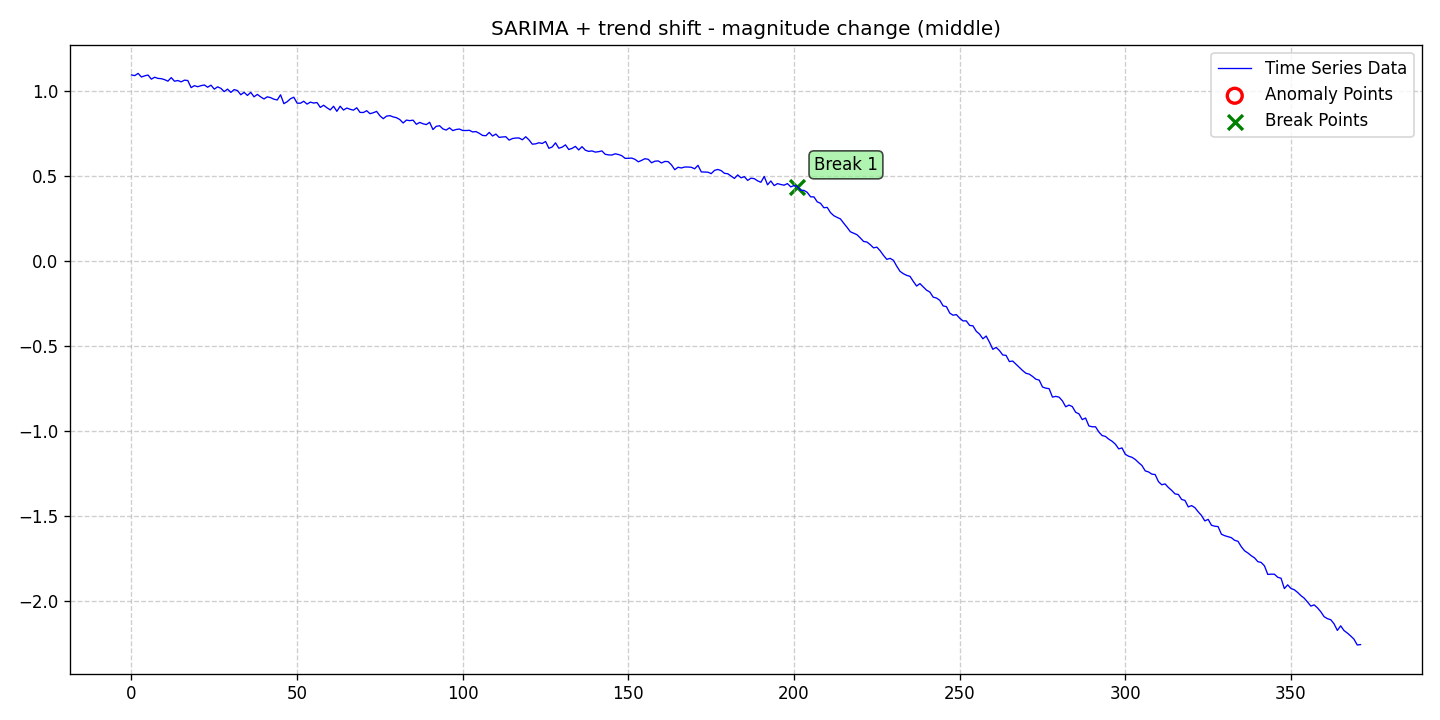 SARIMA + trend shift - magnitude change (middle)
Time Series Data
Anomaly Points
Break Points
Break 1
1.0
0.5
0.0
−0.5
−1.0
−1.5
−2.0
0 50 100 150 200 250 300 350